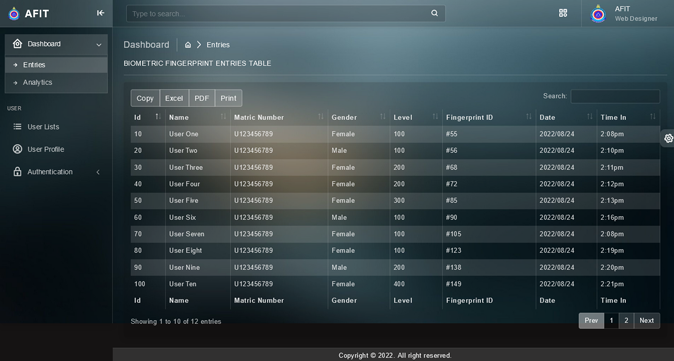 AFIT
Type to search..
AFIT
Web Designer
Dashboard
Entries
Analytics
USER
User Lists
User Profile
Authentication
Dashboard Entries
BIOMETRIC FINGERPRINT ENTRIES TABLE
Copy Excel PDF Print Search:
Id Name Matric Number Gender Level Fingerprint ID Date Time In
10 User One U123456789 Female 100 #55 2022/08/24 2:08pm
20 User Two U123456789 Male 100 #56 2022/08/24 2:10pm
30 User Three U123456789 Female 200 #68 2022/08/24 2:11pm
40 User Four U123456789 Female 200 #72 2022/08/24 2:12pm
50 User Fire U123456789 Female 300 #85 2022/08/24 2:13pm
60 User Six U123456789 Male 100 #90 2022/08/24 2:16pm
70 User Seven U123456789 Female 100 #105 2022/08/24 2:08pm
80 User Eight U123456789 Female 100 #123 2022/08/24 2:19pm
90 User Nine U123456789 Male 200 #138 2022/08/24 2:20pm
100 User Ten U123456789 Female 400 #149 2022/08/24 2:21pm
Id Name Matric Number Gender Level Fingerprint ID Date Time In
Showing 1 to 10 of 12 entries Prev 1 2 Next
Copyright © 2022. All right reserved.